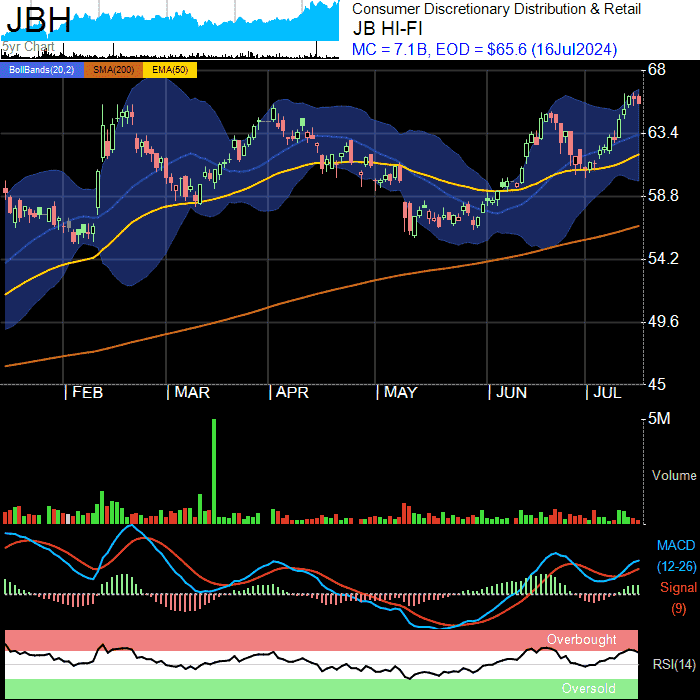 JBH
5yr Chart
Consumer Discretionary Distribution & Retail
JB HI-FI
MC = 7.1B, EOD = $65.6 (16Jul2024)
BollBands(20,2) SMA(200) EMA(50)
68
63.4
58.8
54.2
49.6
45
FEB MAR APR MAY JUN JUL
5M
Volume
MACD
(12-26)
Signal
(9)
Overbought
RSI(14)
Oversold